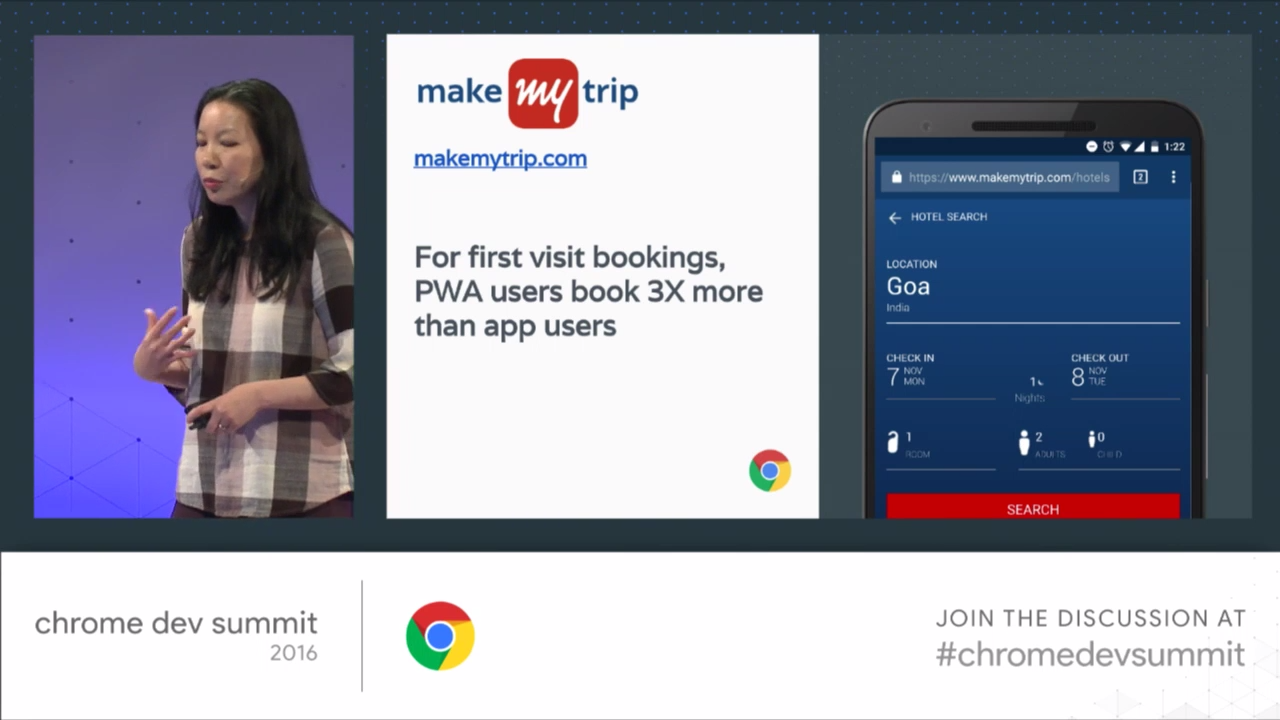 make my trip
makemytrip.com
For first visit bookings,
PWA users book 3X more
than app users
1:22
https://www.makemytrip.com/hotels
2
HOTEL SEARCH
LOCATION
Goa
India
CHECK IN
7 NOV
MON
1
Nights
CHECK OUT
8 NOV
TUE
1
ROOM
2
ADULTS
0
CHILD
SEARCH
chrome dev summit
2016
JOIN THE DISCUSSION AT
#chromedevsummit